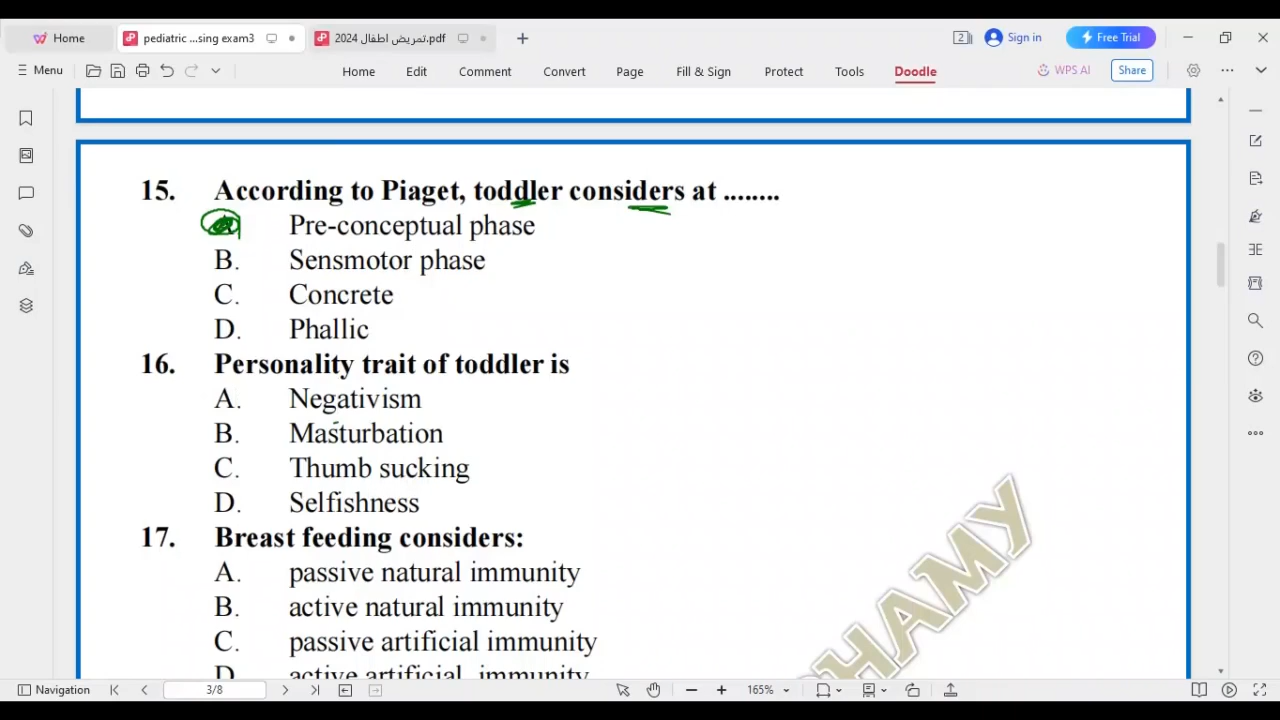 Home
pediatric ...sing exam3
تمريض اطفال 2024.pdf
Sign in
Free Trial
Menu
Home
Edit
Comment
Convert
Page
Fill & Sign
Protect
Tools
Doodle
WPS AI
Share
15. According to Piaget, toddler considers at ........
Pre-conceptual phase
B. Sensmotor phase
C. Concrete
D. Phallic
16. Personality trait of toddler is
A. Negativism
B. Masturbation
C. Thumb sucking
D. Selfishness
17. Breast feeding considers:
A. passive natural immunity
B. active natural immunity
C. passive artificial immunity
D. active artificial immunity
HAMY
Navigation
3/8
165%